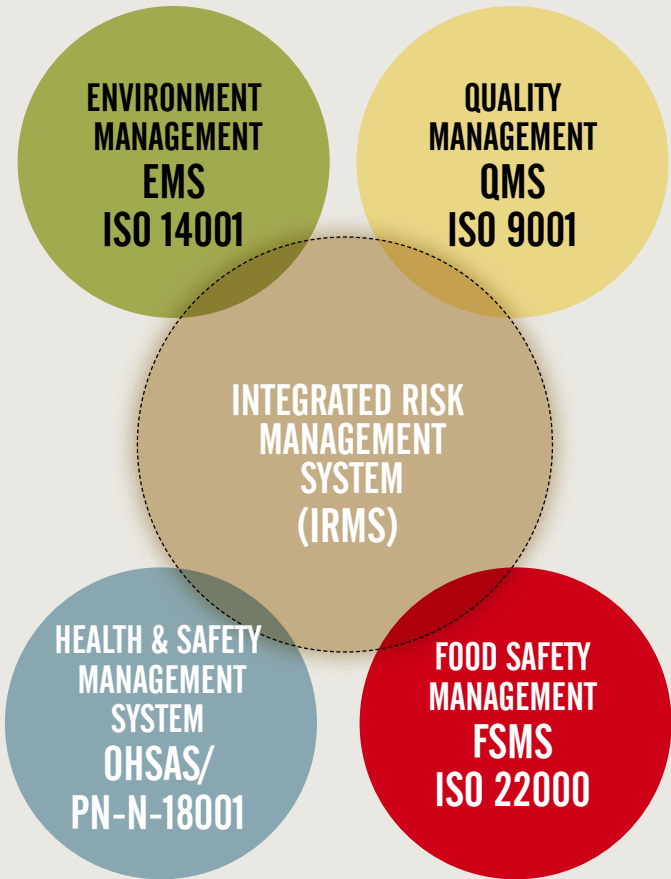 ENVIRONMENT
MANAGEMENT
EMS
ISO 14001
QUALITY
MANAGEMENT
QMS
ISO 9001
INTEGRATED RISK
MANAGEMENT
SYSTEM
(IRMS)
HEALTH & SAFETY
MANAGEMENT
SYSTEM
OHSAS/
PN-N-18001
FOOD SAFETY
MANAGEMENT
FSMS
ISO 22000